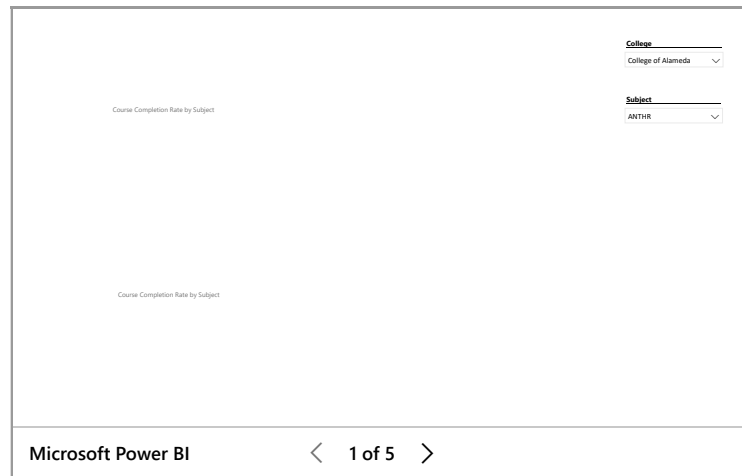 College
College of Alameda
Course Completion Rate by Subject
Subject
ANTHR
Course Completion Rate by Subject
Microsoft Power BI
1 of 5